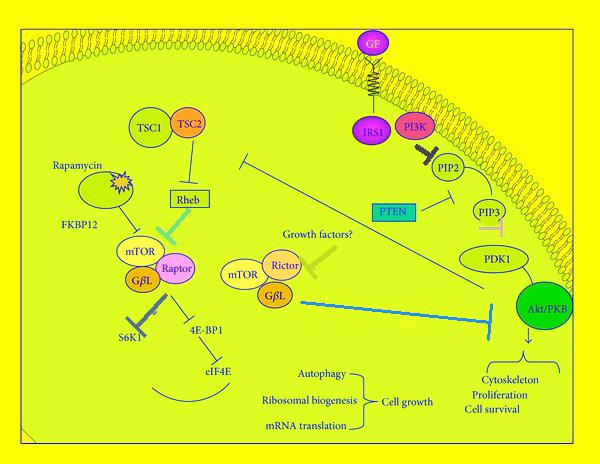 GF
IRS1
PI3K
TSC1
TSC2
PIP2
Rapamycin
Rheb
PTEN
PIP3
FKBP12
Growth factors?
mTOR
Raptor
GβL
mTOR
Rictor
GβL
PDK1
Akt/PKB
S6K1
4E-BP1
eIF4E
Autophagy
Ribosomal biogenesis
mRNA translation
Cell growth
Cytoskeleton
Proliferation
Cell survival